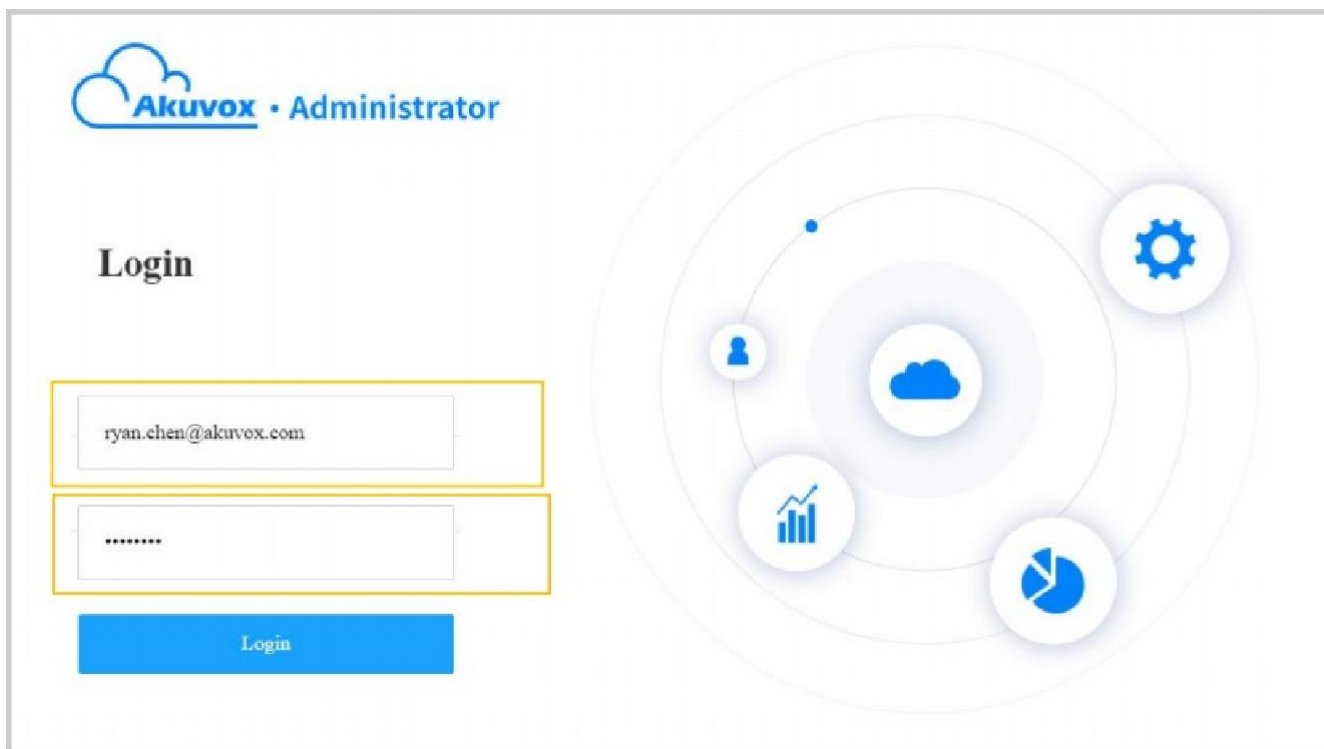 Akuvox • Administrator
Login
ryan.chen@akuvox.com
••••••••
Login